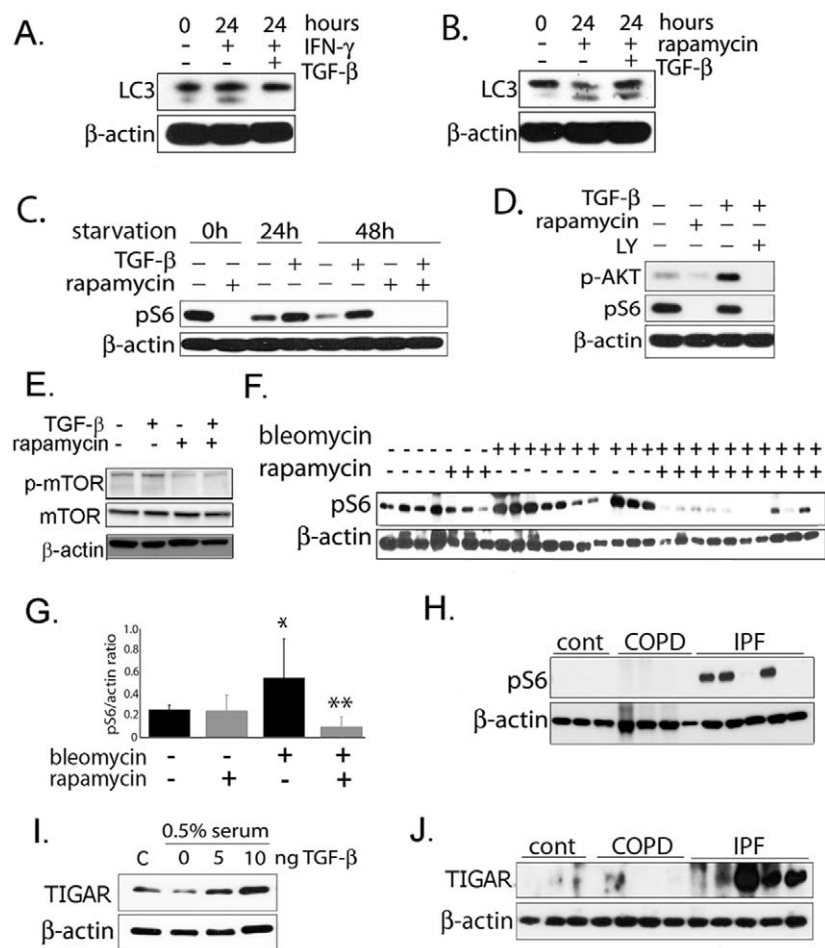 A.
0 24 24 hours
- + + IFN-γ
+ TGF-β
LC3
β-actin
B.
0 24 24 hours
- + + rapamycin
+ TGF-β
LC3
β-actin
C.
starvation 0h 24h 48h
TGF-β - - - + - + - +
rapamycin - + - - - - + +
pS6
β-actin
D.
TGF-β - - + +
rapamycin - + - -
LY - - - +
p-AKT
pS6
β-actin
E.
TGF-β - + - +
rapamycin - - + +
p-mTOR
mTOR
β-actin
F.
bleomycin - - - - - - - + + + + + + + + + + + + + + + + + + + +
rapamycin - - - - + + + - - - + + + + - - - + + + + + + + + + +
pS6
β-actin
G.
pS6/actin ratio
1.0
0.8
0.6
0.4
0.2
0
*
**
bleomycin - - + +
rapamycin - + - +
H.
cont COPD IPF
pS6
β-actin
I.
0.5% serum
C 0 5 10 ng TGF-β
TIGAR
β-actin
J.
cont COPD IPF
TIGAR
β-actin